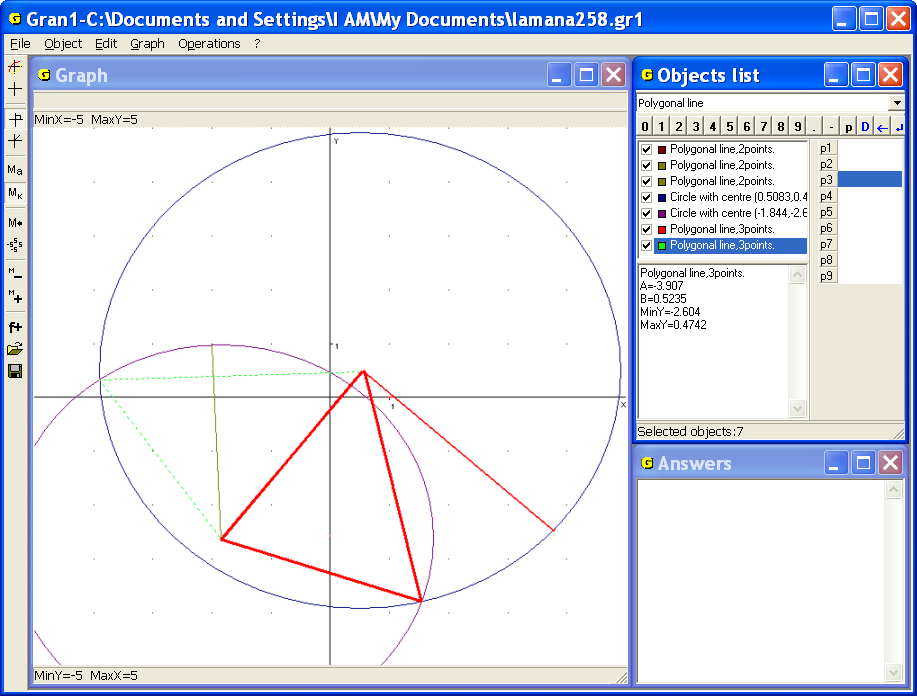 Gran1-C:\Documents and Settings\I AM\My Documents\lamana258.gr1
File Object Edit Graph Operations ?
Graph
MinX=-5 MaxY=5
Y
1
X
1
MinY=-5 MaxX=5
Ma
Mк
M*
M
M+
f+
Objects list
Polygonal line
0 1 2 3 4 5 6 7 8 9 . - p D
Polygonal line,2points.
Polygonal line,2points.
Polygonal line,2points.
Circle with centre (0.5083,0.4
Circle with centre (-1.844,-2.6
Polygonal line,3points.
Polygonal line,3points.
p1
p2
p3
p4
p5
p6
p7
p8
p9
Polygonal line,3points.
A=-3.907
B=0.5235
MinY=-2.604
MaxY=0.4742
Selected objects:7
Answers